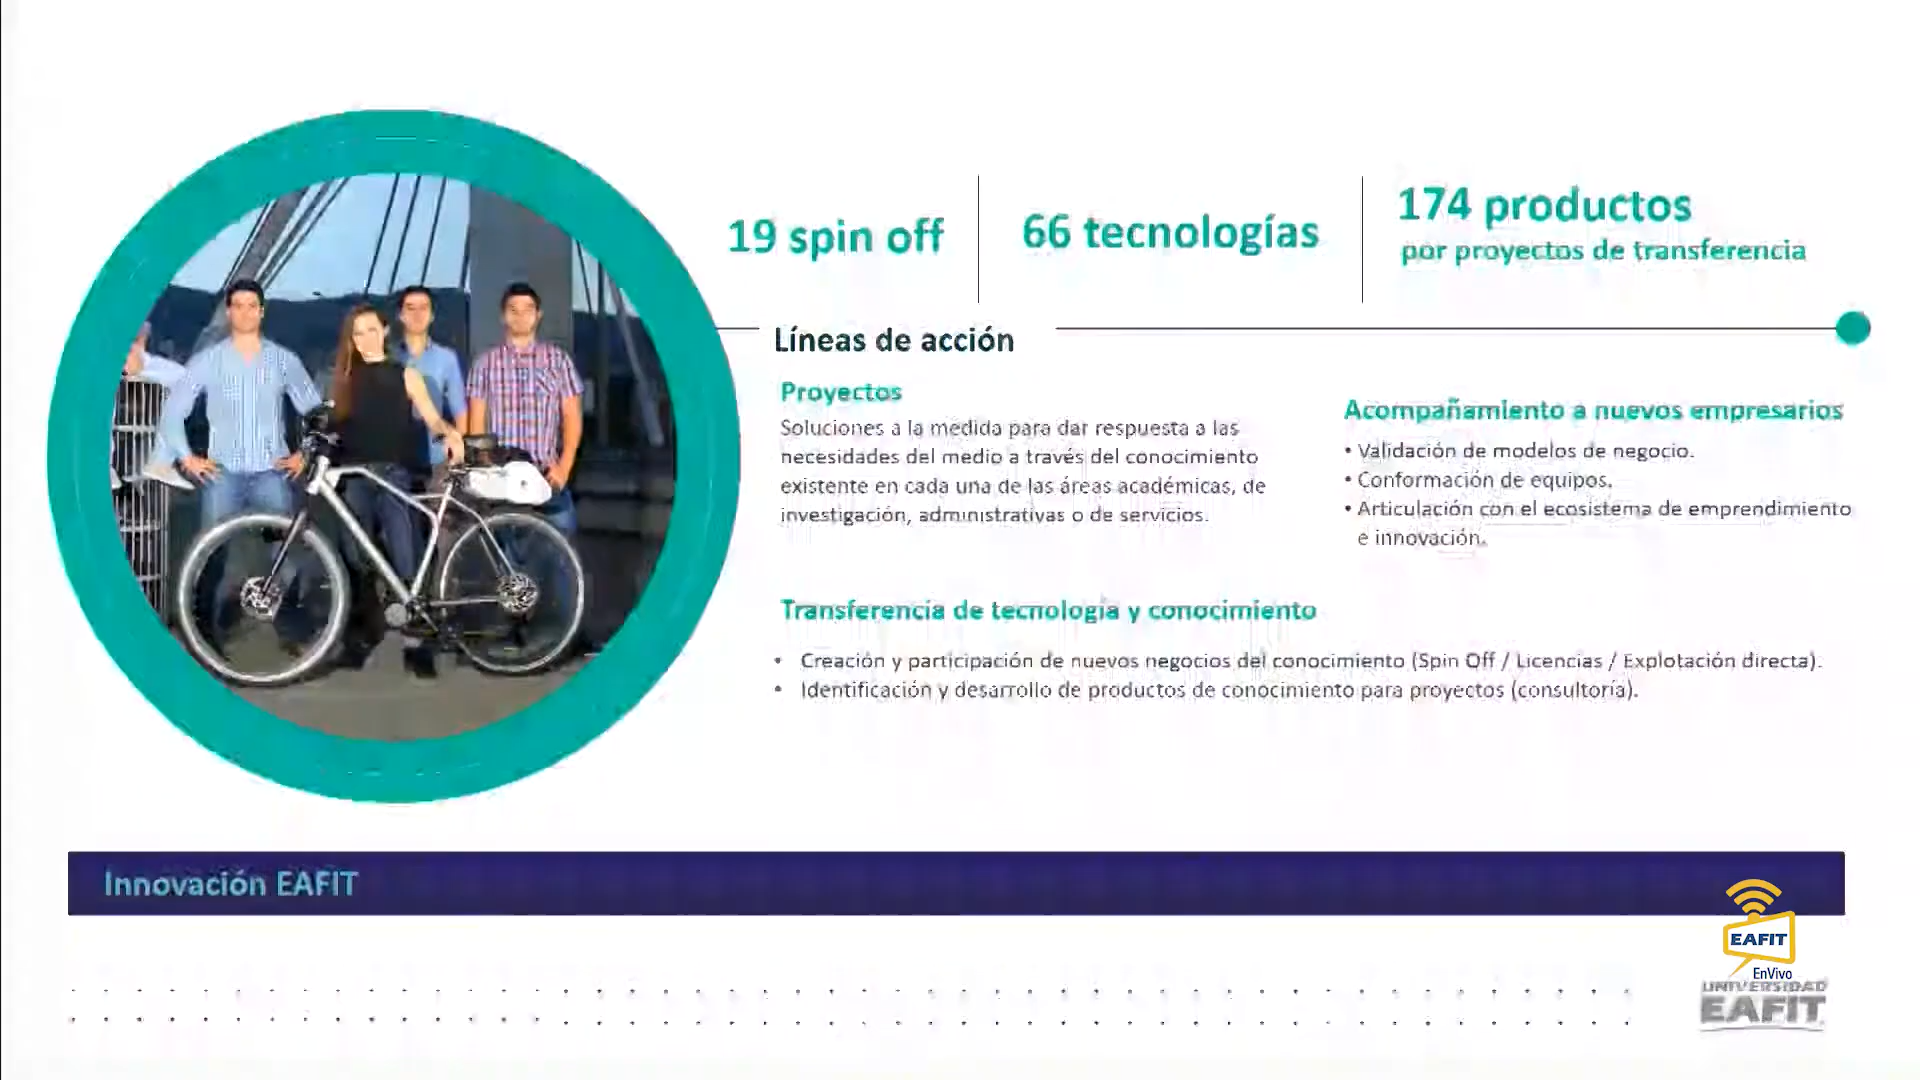 19 spin off
66 tecnologías
174 productos
por proyectos de transferencia
Líneas de acción
Proyectos
Soluciones a la medida para dar respuesta a las
necesidades del medio a través del conocimiento
existente en cada una de las áreas académicas, de
investigación, administrativas o de servicios.
Acompañamiento a nuevos empresarios
• Validación de modelos de negocio.
• Conformación de equipos.
• Articulación con el ecosistema de emprendimiento
e innovación.
Transferencia de tecnología y conocimiento
• Creación y participación de nuevos negocios del conocimiento (Spin Off / Licencias / Explotación directa).
• Identificación y desarrollo de productos de conocimiento para proyectos (consultoría).
Innovación EAFIT
EAFIT
EnVivo
UNIVERSIDAD
EAFIT